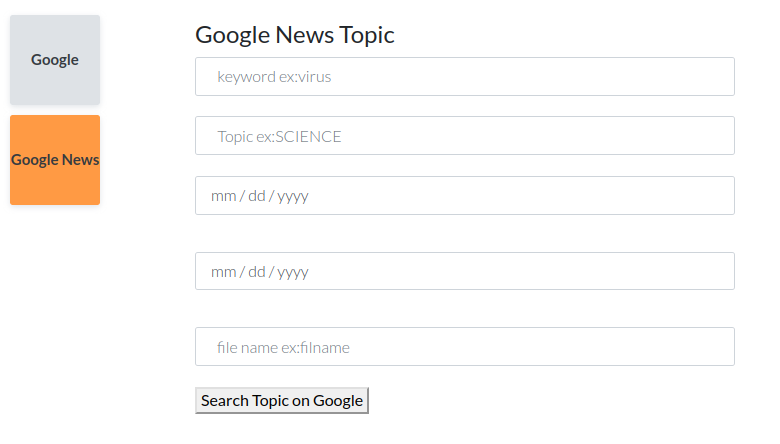 Google
Google News
Google News Topic
keyword ex:virus
Topic ex:SCIENCE
mm / dd / yyyy
mm / dd / yyyy
file name ex:filname
Search Topic on Google